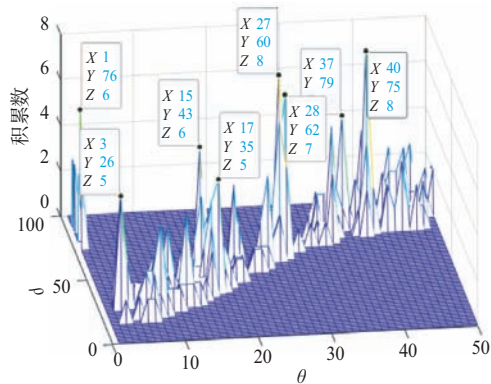 8
6
4
2
0
积累数
X 1
Y 76
Z 6
X 3
Y 26
Z 5
X 15
Y 43
Z 6
X 17
Y 35
Z 5
X 27
Y 60
Z 8
X 28
Y 62
Z 7
X 37
Y 79
X 40
Y 75
Z 8
100
50
0
ρ
0
10
20
30
40
50
θ